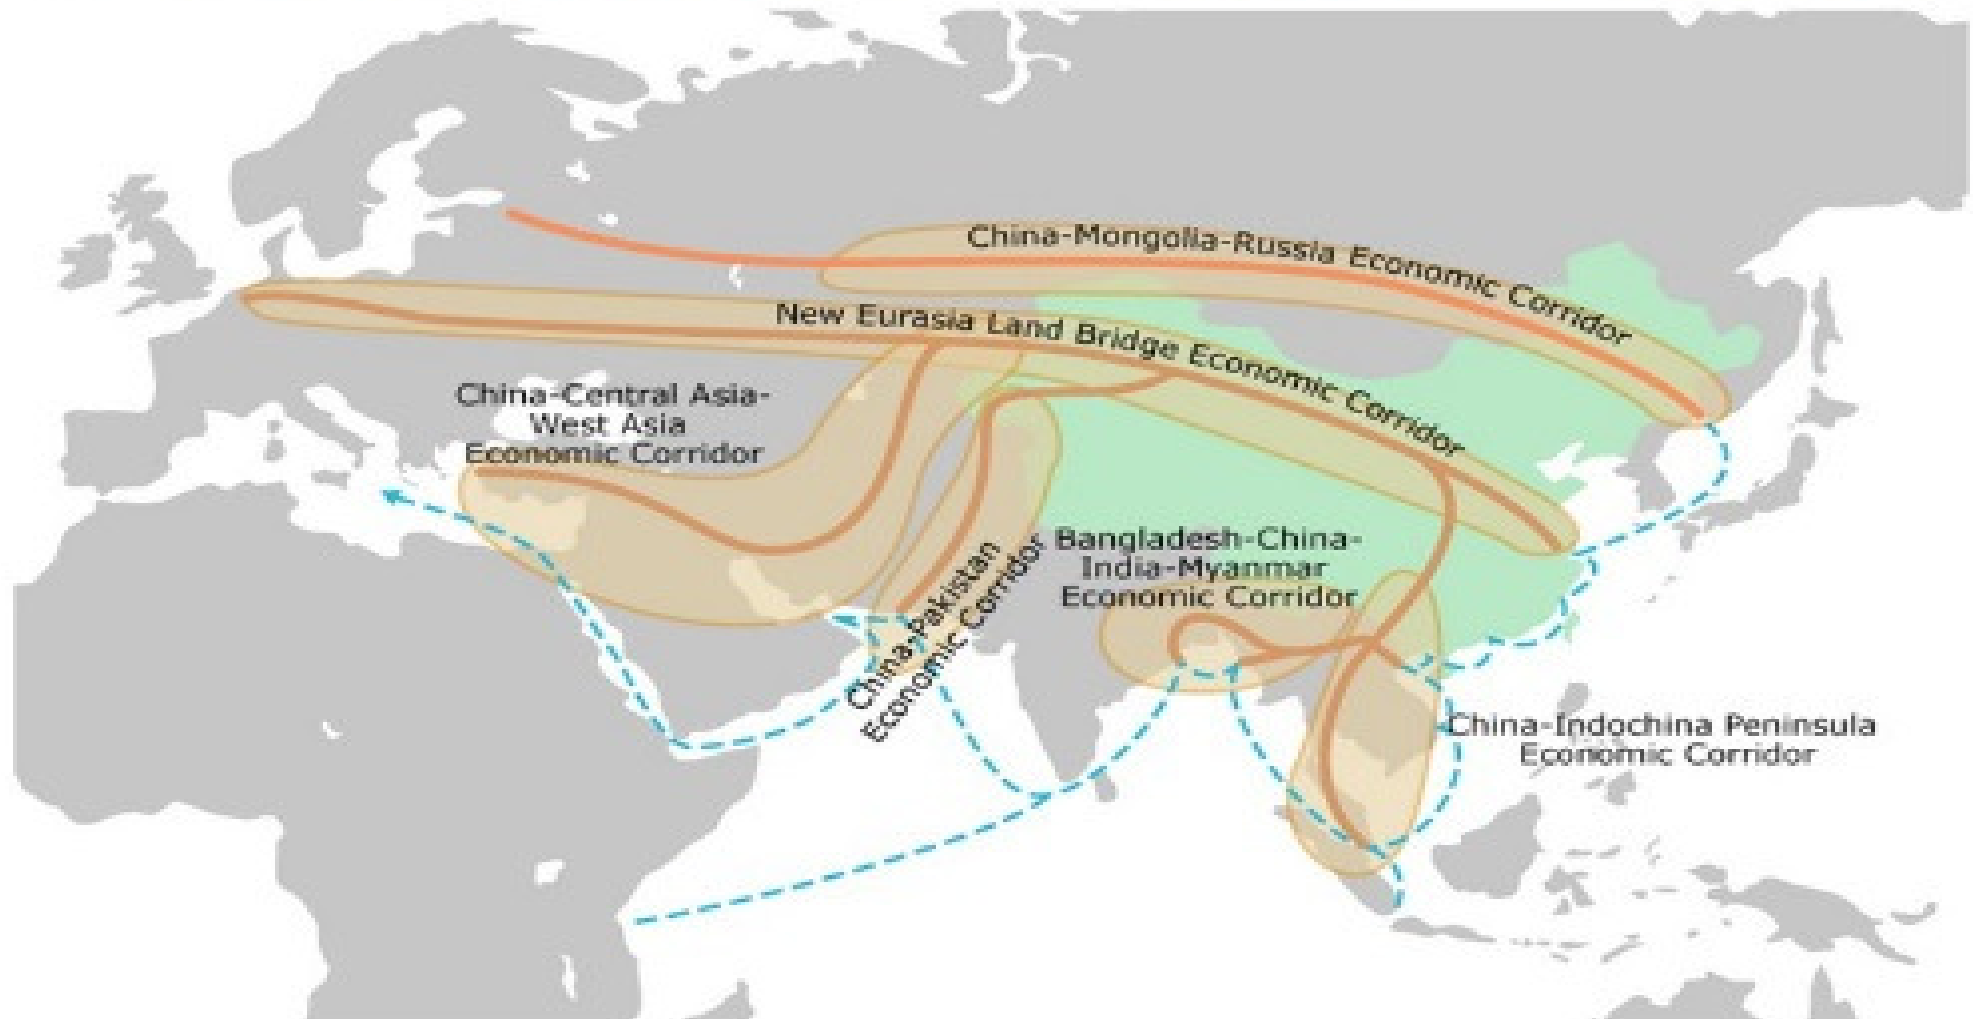 China-Mongolia-Russia Economic Corridor
New Eurasia Land Bridge Economic Corridor
China-Central Asia-
West Asia
Economic Corridor
China-Pakistan
Economic Corridor
Bangladesh-China-
India-Myanmar
Economic Corridor
China-Indochina Peninsula
Economic Corridor